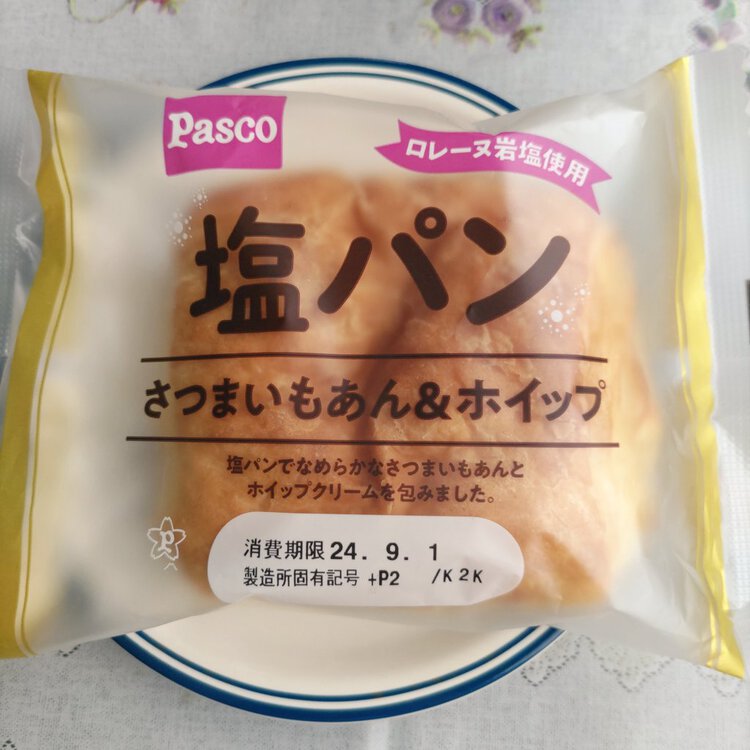 Pasco
ロレーヌ岩塩使用
塩パン
さつまいもあん&ホイップ
塩パンでなめらかなさつまいもあんと
ホイップクリームを包みました。
P
消費期限 24. 9. 1
製造所固有記号 +P2 /K2K